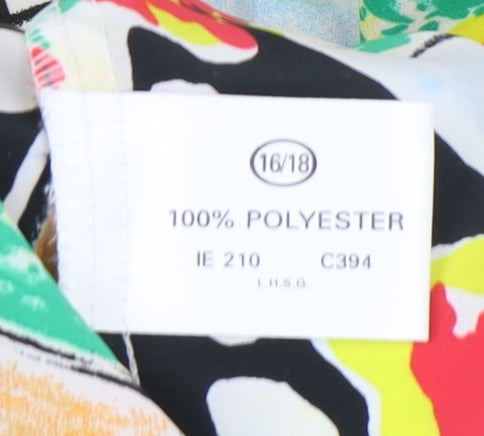 16/18
100% POLYESTER
IE 210 C394
L.H.S.G.